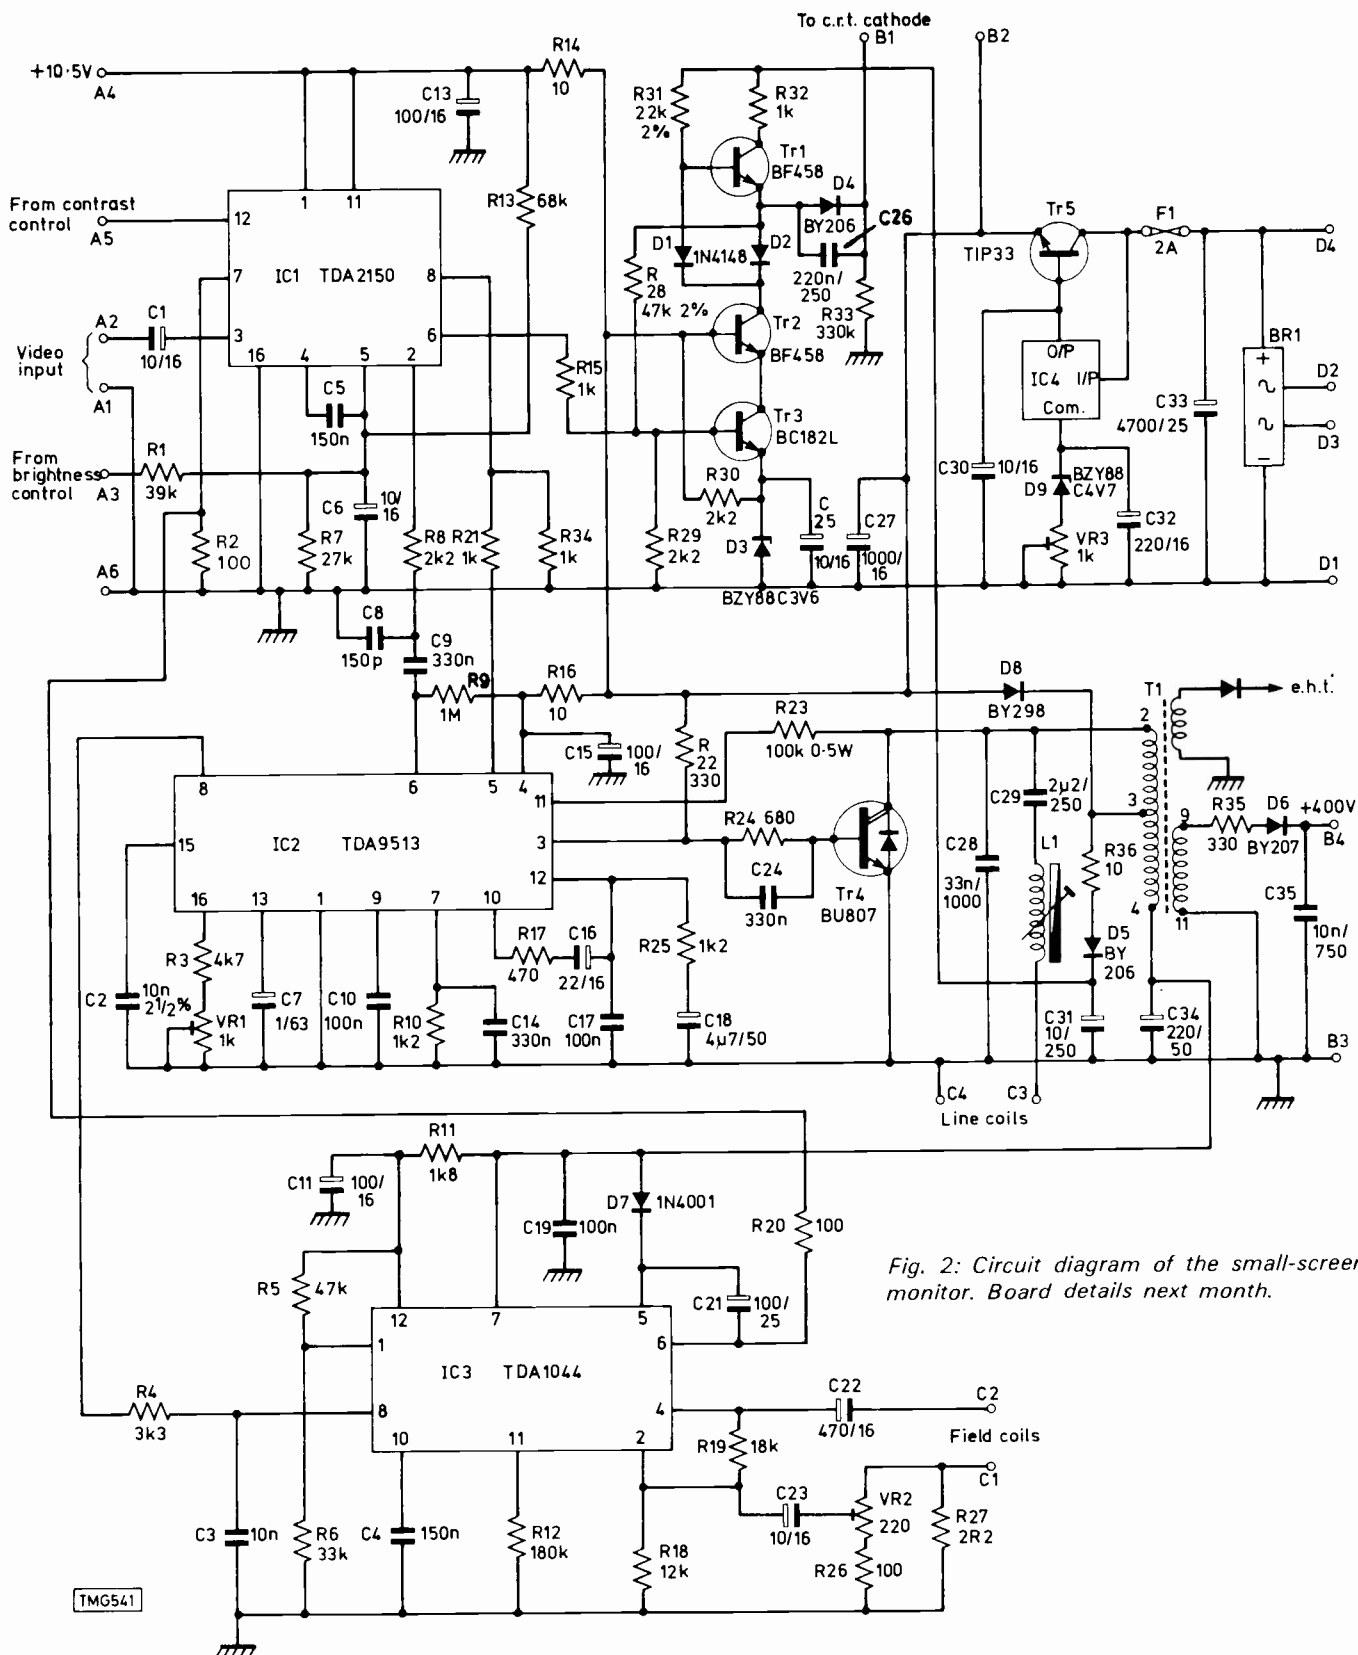 To c.r.t. cathode
B1
B2
+10·5V
A4
R14
10
C13
100/16
R31
22k
2%
R32
1k
Tr1
BF458
R13
68k
From contrast
control
A5
12
1
11
7
IC1 TDA2150
8
3
6
16
4
5
2
D4
BY206
C26
220n/
250
D1
1N4148
D2
R
28
47k 2%
R33
330k
Tr2
BF458
Tr5
TIP33
F1
2A
D4
A2
C1
10/16
Video
input
A1
C5
150n
R15
1k
Tr3
BC182L
O/P
IC4 I/P
Com.
BR1
+
−
D2
D3
C33
4700/25
From
brightness
control
A3
R1
39k
C6
10/
16
R2
100
R7
27k
R8
2k2
R21
1k
R34
1k
R30
2k2
R29
2k2
D3
BZY88C3V6
C
25
10/16
C27
1000/
16
C30
10/16
BZY88
C4V7
D9
VR3
1k
C32
220/16
A6
D1
C8
150p
C9
330n
R9
1M
R16
10
C15
100/
16
R
22
330
R23
100k 0·5W
D8
BY298
T1
e.h.t.
2
3
4
9
11
R35
330
D6
BY207
+400V
B4
C35
10n/
750
B3
8
6
5
4
11
15
IC2 TDA9513
3
12
16
13
1
9
7
10
R24 680
C24
330n
Tr4
BU807
C28
33n/
1000
C29
2µ2/
250
L1
R36
10
D5
BY
206
C31
10/
250
C34
220/
50
R3
4k7
VR1
1k
C2
10n
2½%
C7
1/63
C10
100n
R10
1k2
C14
330n
R17
470
C16
22/16
C17
100n
R25
1k2
C18
4µ7/50
C4
C3
Line coils
R11
1k8
C11
100/
16
C19
100n
D7
1N4001
R20
100
R5
47k
C21
100/
25
Fig. 2: Circuit diagram of the small-screen
monitor. Board details next month.
12
7
5
1
6
IC3 TDA1044
8
4
10
11
2
R4
3k3
C22
470/16
C2
Field coils
C1
R19
18k
C23
10/16
VR2
220
R26
100
R27
2R2
C3
10n
R6
33k
C4
150n
R12
180k
R18
12k
TMG541